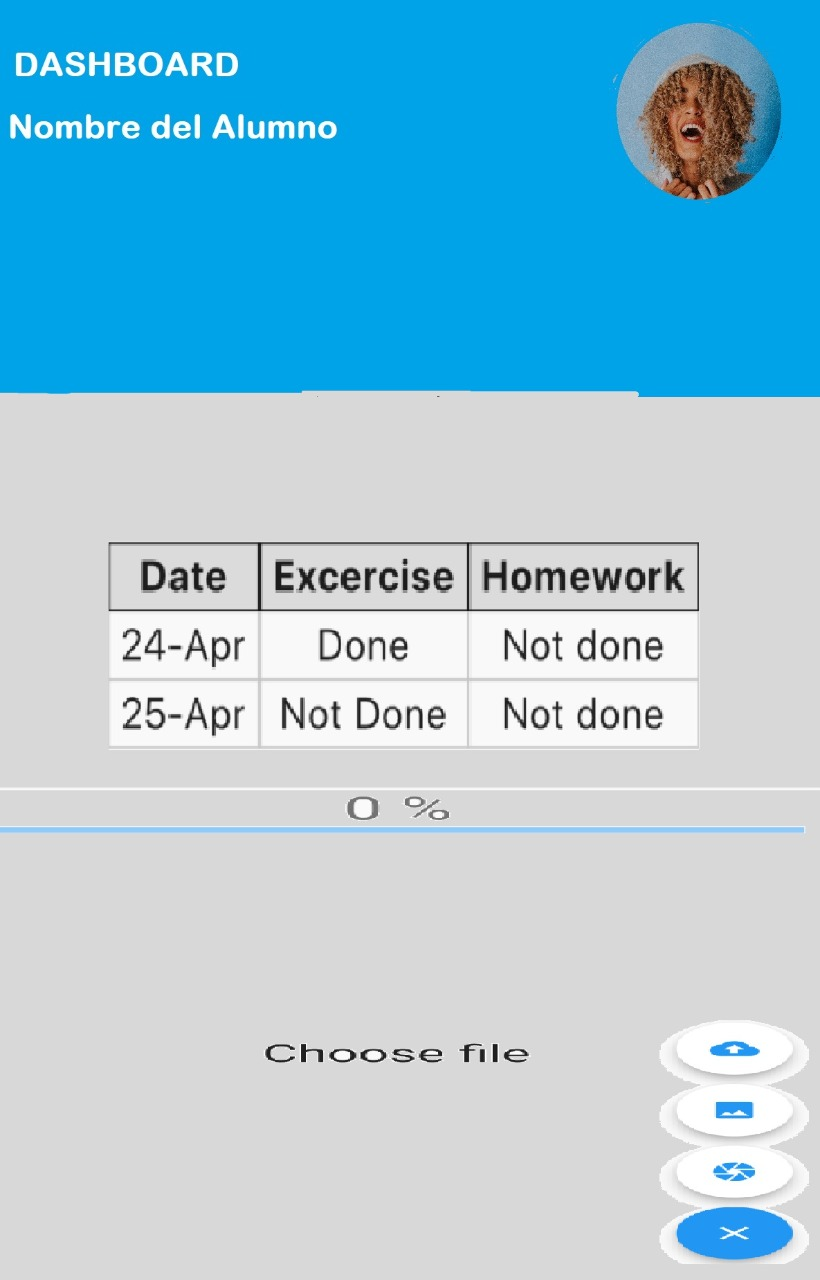 DASHBOARD
Nombre del Alumno
Date Excercise Homework
24-Apr Done Not done
25-Apr Not Done Not done
0 %
Choose file